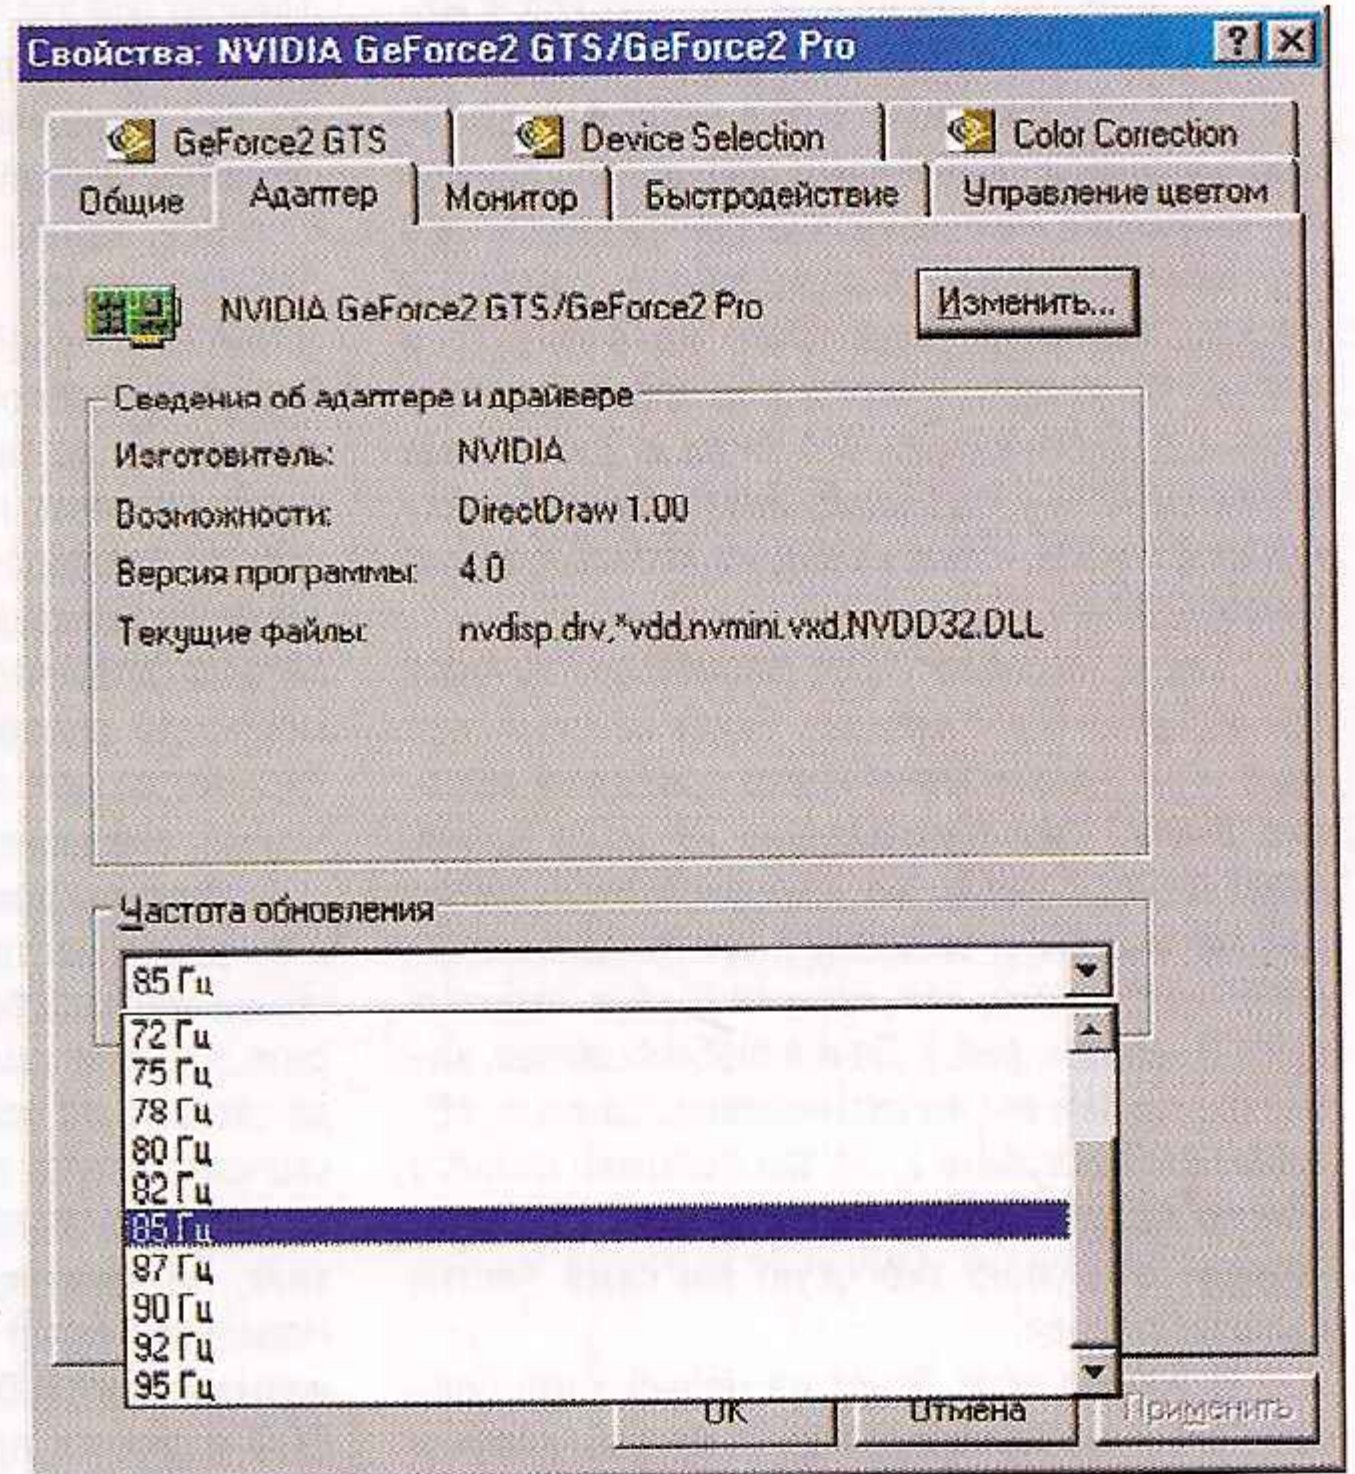 Свойства: NVIDIA GeForce2 GTS/GeForce2 Pro
GeForce2 GTS Device Selection Color Correction
Общие Адаптер Монитор Быстродействие Управление цветом
NVIDIA GeForce2 GTS/GeForce2 Pro Изменить...
Сведения об адаптере и драйвере
Изготовитель: NVIDIA
Возможности: DirectDraw 1.00
Версия программы: 4.0
Текущие файлы: nvdisp.drv,*vdd,nvmini.vxd,NVDD32.DLL
Частота обновления
85 Гц
72 Гц
75 Гц
78 Гц
80 Гц
82 Гц
85 Гц
87 Гц
90 Гц
92 Гц
95 Гц
OK Отмена Применить